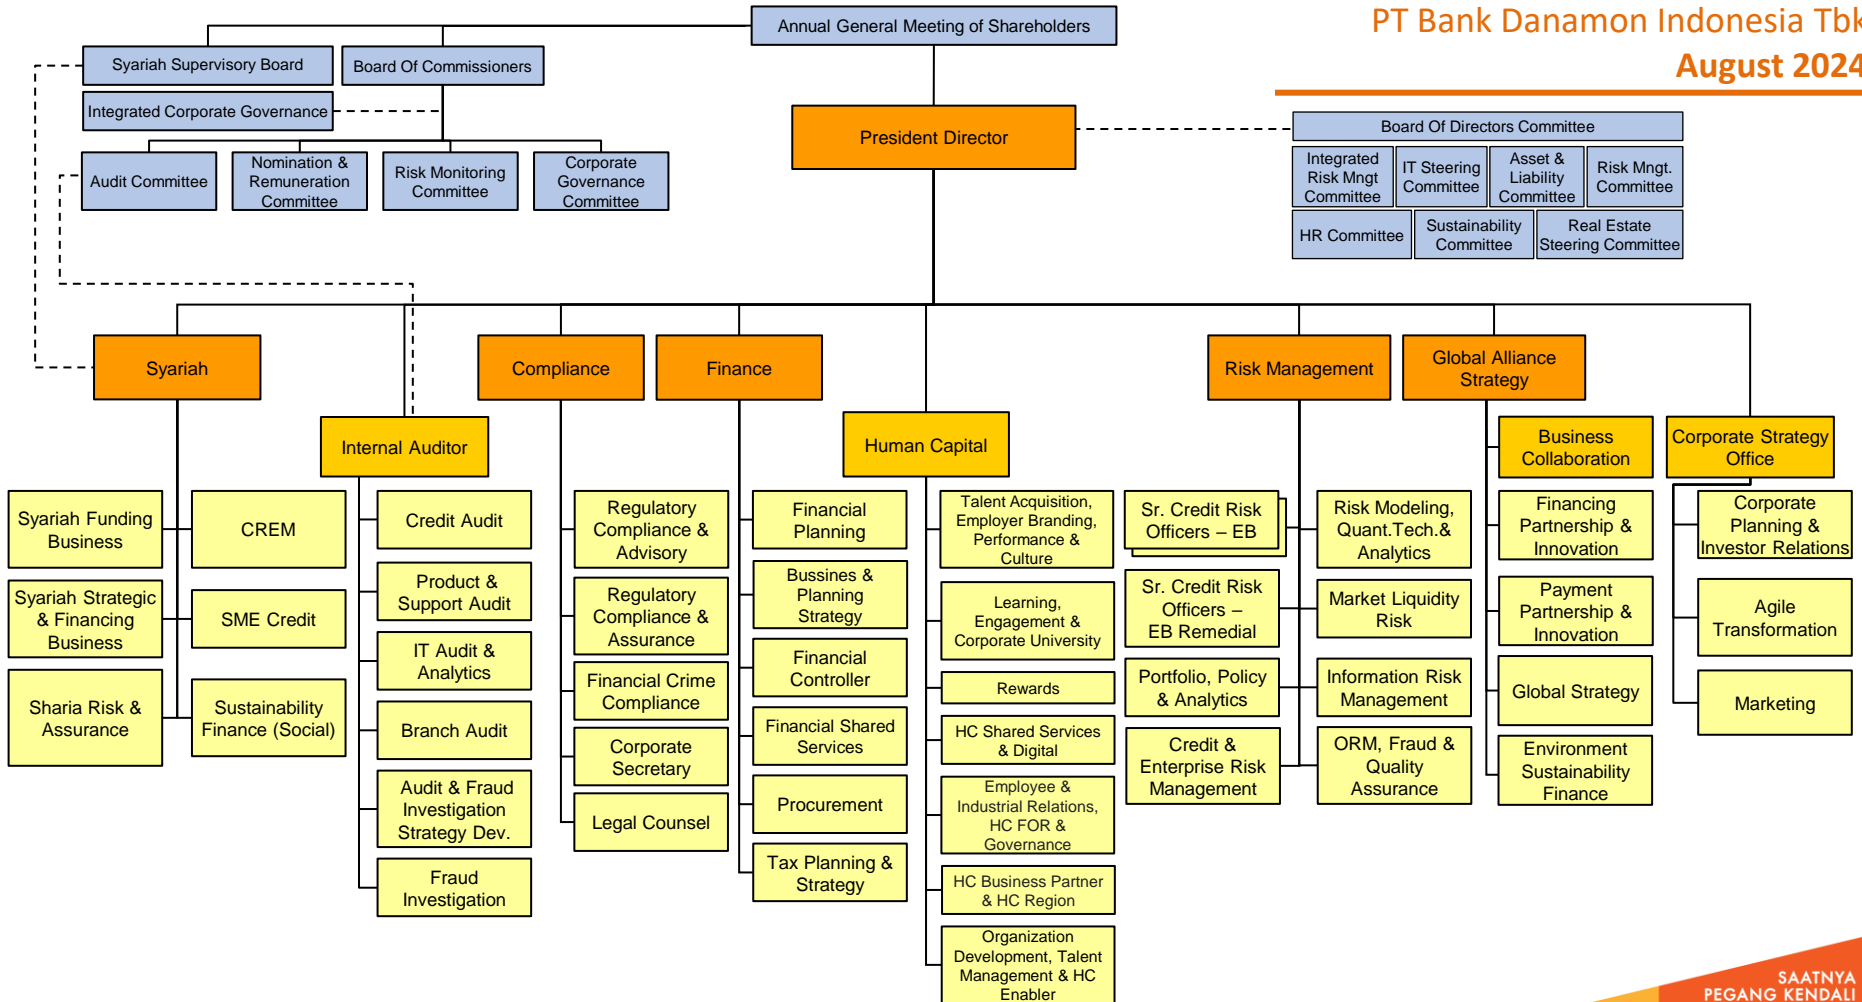 PT Bank Danamon Indonesia Tbk
August 2024
Annual General Meeting of Shareholders
Syariah Supervisory Board
Board Of Commissioners
Integrated Corporate Governance
President Director
Board Of Directors Committee
Audit Committee
Nomination &
Remuneration
Committee
Risk Monitoring
Committee
Corporate
Governance
Committee
Integrated
Risk Mngt
Committee
IT Steering
Committee
Asset &
Liability
Committee
Risk Mngt.
Committee
HR Committee
Sustainability
Committee
Real Estate
Steering Committee
Syariah
Compliance
Finance
Risk Management
Global Alliance
Strategy
Internal Auditor
Human Capital
Business
Collaboration
Corporate Strategy
Office
Syariah Funding
Business
CREM
Syariah Strategic
& Financing
Business
SME Credit
Sharia Risk &
Assurance
Sustainability
Finance (Social)
Credit Audit
Product &
Support Audit
IT Audit &
Analytics
Branch Audit
Audit & Fraud
Investigation
Strategy Dev.
Fraud
Investigation
Regulatory
Compliance &
Advisory
Regulatory
Compliance &
Assurance
Financial Crime
Compliance
Corporate
Secretary
Legal Counsel
Financial
Planning
Bussines &
Planning
Strategy
Financial
Controller
Financial Shared
Services
Procurement
Tax Planning &
Strategy
Talent Acquisition,
Employer Branding,
Performance &
Culture
Learning,
Engagement &
Corporate University
Rewards
HC Shared Services
& Digital
Employee &
Industrial Relations,
HC FOR &
Governance
HC Business Partner
& HC Region
Organization
Development, Talent
Management & HC
Enabler
Sr. Credit Risk
Officers – EB
Sr. Credit Risk
Officers –
EB Remedial
Portfolio, Policy
& Analytics
Credit &
Enterprise Risk
Management
Risk Modeling,
Quant.Tech.&
Analytics
Market Liquidity
Risk
Information Risk
Management
ORM, Fraud &
Quality
Assurance
Financing
Partnership &
Innovation
Payment
Partnership &
Innovation
Global Strategy
Environment
Sustainability
Finance
Corporate
Planning &
Investor Relations
Agile
Transformation
Marketing
SAATNYA
PEGANG KENDALI